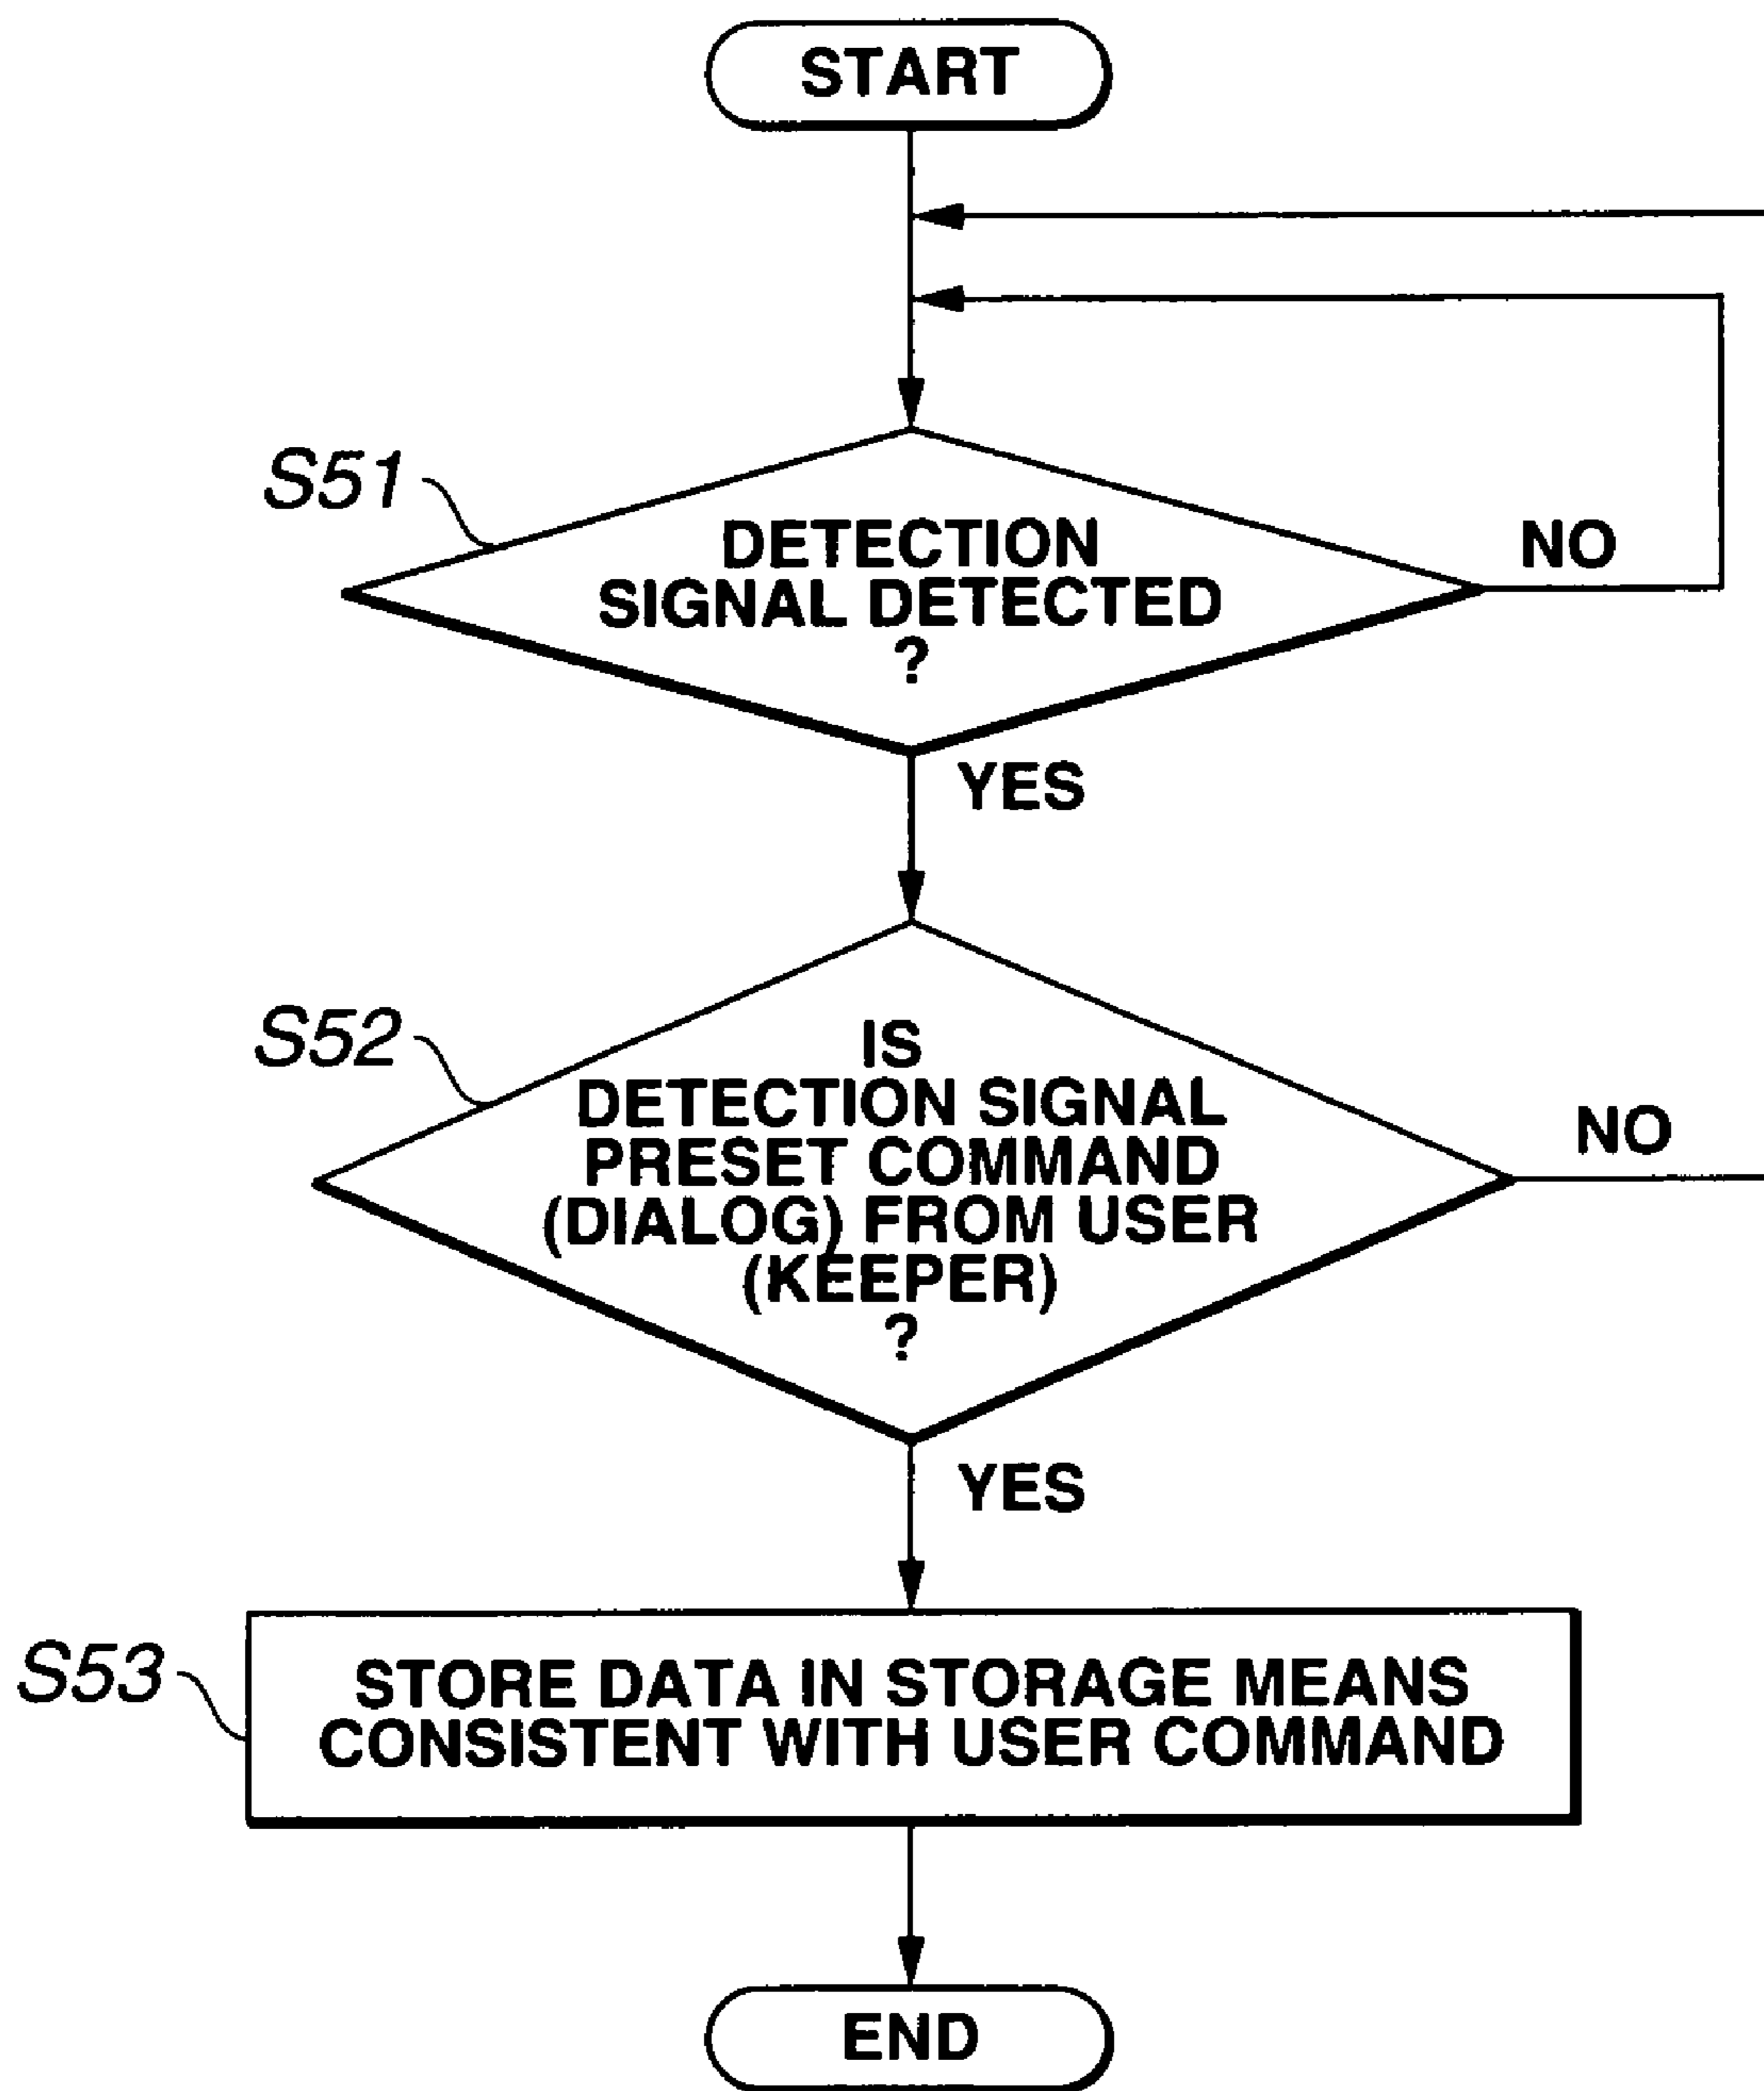 START
S51
DETECTION
SIGNAL DETECTED
?
NO
YES
S52
IS
DETECTION SIGNAL
PRESET COMMAND
(DIALOG) FROM USER
(KEEPER)
?
NO
YES
S53
STORE DATA IN STORAGE MEANS
CONSISTENT WITH USER COMMAND
END